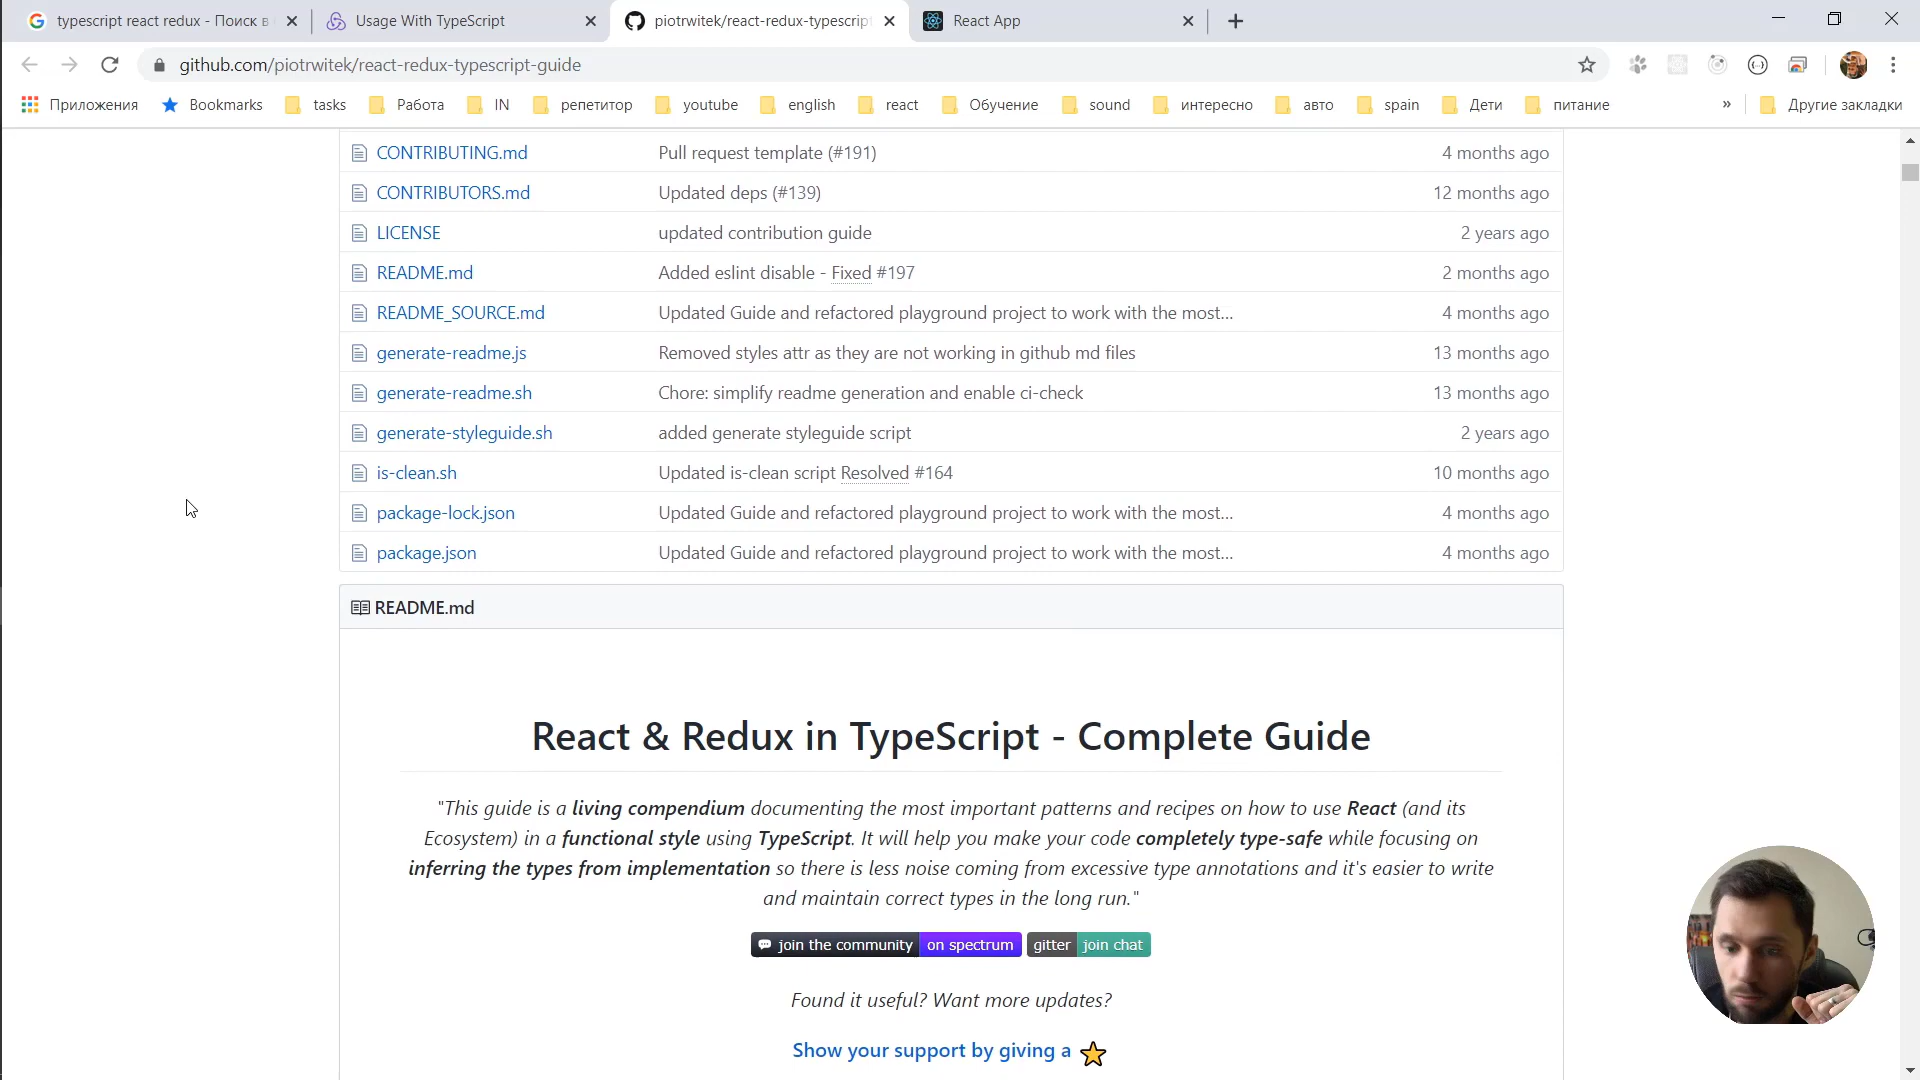 typescript react redux - Поиск в
Usage With TypeScript
piotrwitek/react-redux-typescript
React App
github.com/piotrwitek/react-redux-typescript-guide
Приложения
Bookmarks
tasks
Работа
IN
репетитор
youtube
english
react
Обучение
sound
интересно
авто
spain
Дети
питание
»
Другие закладки
CONTRIBUTING.md Pull request template (#191) 4 months ago
CONTRIBUTORS.md Updated deps (#139) 12 months ago
LICENSE updated contribution guide 2 years ago
README.md Added eslint disable - Fixed #197 2 months ago
README_SOURCE.md Updated Guide and refactored playground project to work with the most... 4 months ago
generate-readme.js Removed styles attr as they are not working in github md files 13 months ago
generate-readme.sh Chore: simplify readme generation and enable ci-check 13 months ago
generate-styleguide.sh added generate styleguide script 2 years ago
is-clean.sh Updated is-clean script Resolved #164 10 months ago
package-lock.json Updated Guide and refactored playground project to work with the most... 4 months ago
package.json Updated Guide and refactored playground project to work with the most... 4 months ago
README.md
React & Redux in TypeScript - Complete Guide
"This guide is a living compendium documenting the most important patterns and recipes on how to use React (and its
Ecosystem) in a functional style using TypeScript. It will help you make your code completely type-safe while focusing on
inferring the types from implementation so there is less noise coming from excessive type annotations and it's easier to write
and maintain correct types in the long run."
join the community on spectrum gitter join chat
Found it useful? Want more updates?
Show your support by giving a